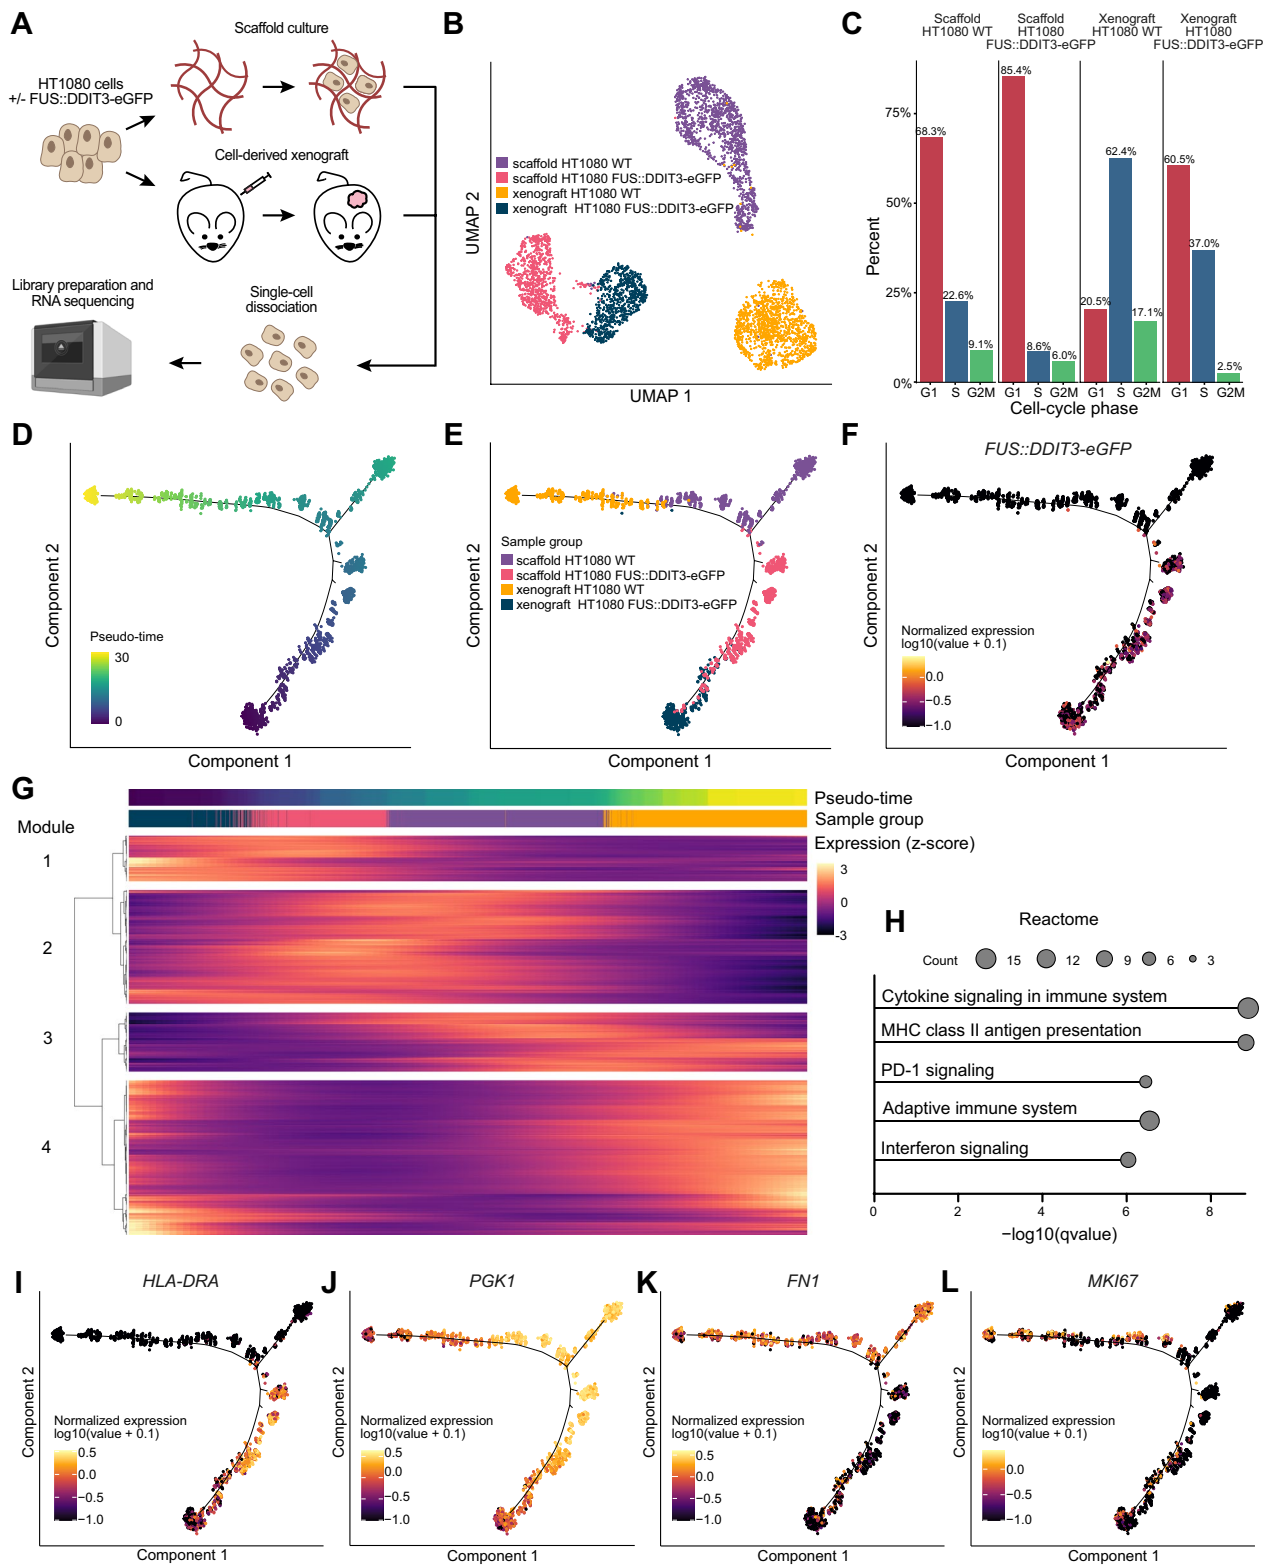 A
Scaffold culture
HT1080 cells
+/- FUS::DDIT3-eGFP
Cell-derived xenograft
Library preparation and
RNA sequencing
Single-cell
dissociation
B
UMAP 2
scaffold HT1080 WT
scaffold HT1080 FUS::DDIT3-eGFP
xenograft HT1080 WT
xenograft HT1080 FUS::DDIT3-eGFP
UMAP 1
C
Scaffold
HT1080 WT
Scaffold
HT1080
FUS::DDIT3-eGFP
Xenograft
HT1080 WT
Xenograft
HT1080
FUS::DDIT3-eGFP
Percent
75%
50%
25%
0%
68.3%
22.6%
9.1%
85.4%
8.6%
6.0%
20.5%
62.4%
17.1%
60.5%
37.0%
2.5%
G1 S G2M G1 S G2M G1 S G2M G1 S G2M
Cell-cycle phase
D
Component 2
Pseudo-time
30
0
Component 1
E
Component 2
Sample group
scaffold HT1080 WT
scaffold HT1080 FUS::DDIT3-eGFP
xenograft HT1080 WT
xenograft HT1080 FUS::DDIT3-eGFP
Component 1
F
FUS::DDIT3-eGFP
Component 2
Normalized expression
log10(value + 0.1)
0.0
−0.5
−1.0
Component 1
G
Module
1
2
3
4
Pseudo-time
Sample group
Expression (z-score)
3
0
-3
H
Reactome
Count 15 12 9 6 3
Cytokine signaling in immune system
MHC class II antigen presentation
PD-1 signaling
Adaptive immune system
Interferon signaling
0 2 4 6 8
−log10(qvalue)
I
HLA-DRA
Component 2
Normalized expression
log10(value + 0.1)
0.5
0.0
−0.5
−1.0
Component 1
J
PGK1
Component 2
Normalized expression
log10(value + 0.1)
0.5
0.0
−0.5
−1.0
Component 1
K
FN1
Component 2
Normalized expression
log10(value + 0.1)
0.5
0.0
−0.5
−1.0
Component 1
L
MKI67
Component 2
Normalized expression
log10(value + 0.1)
0.0
−0.5
−1.0
Component 1